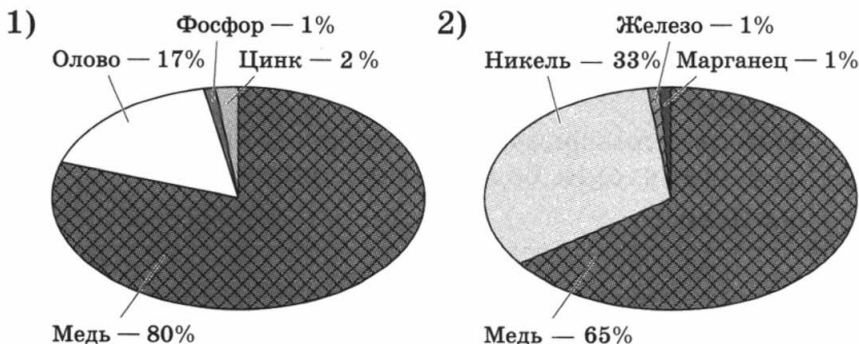 1)
Фосфор — 1%
Олово — 17%
Цинк — 2 %
Медь — 80%
2)
Железо — 1%
Никель — 33%
Марганец — 1%
Медь — 65%